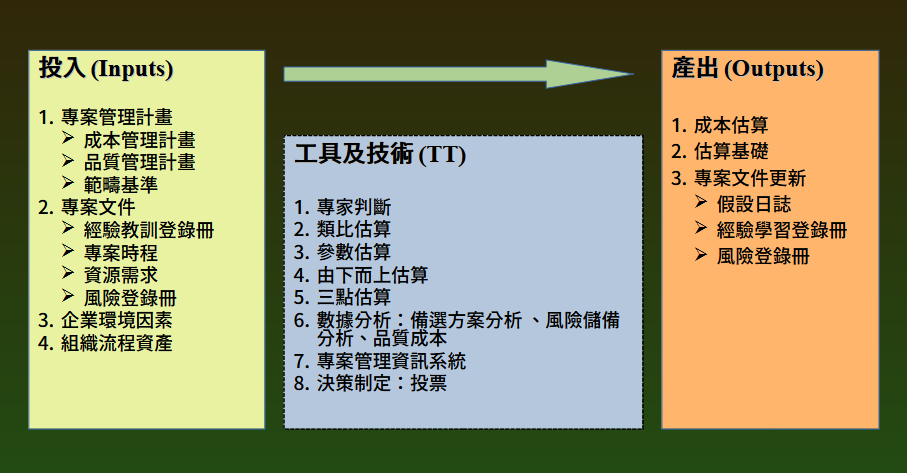 投入 (Inputs)
1. 專案管理計畫
➢ 成本管理計畫
➢ 品質管理計畫
➢ 範疇基準
2. 專案文件
➢ 經驗教訓登錄冊
➢ 專案時程
➢ 資源需求
➢ 風險登錄冊
3. 企業環境因素
4. 組織流程資產
工具及技術 (TT)
1. 專家判斷
2. 類比估算
3. 參數估算
4. 由下而上估算
5. 三點估算
6. 數據分析：備選方案分析 、風險儲備
分析、品質成本
7. 專案管理資訊系統
8. 決策制定：投票
產出 (Outputs)
1. 成本估算
2. 估算基礎
3. 專案文件更新
➢ 假設日誌
➢ 經驗學習登錄冊
➢ 風險登錄冊